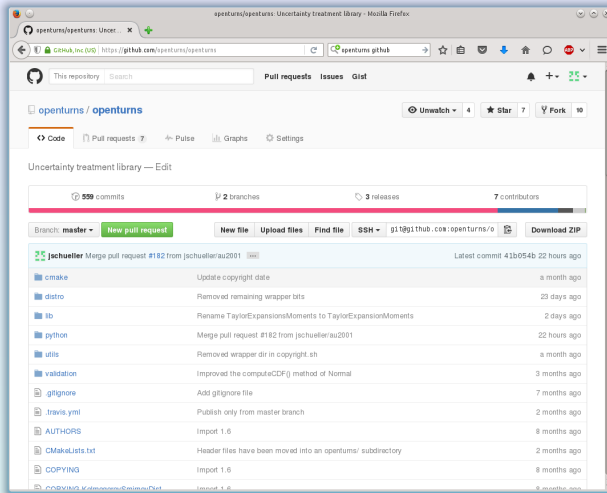 openturns/openturns: Uncertainty treatment library - Mozilla Firefox
openturns/openturns: Uncer...
GitHub, Inc (US) https://github.com/openturns/openturns openturns github
This repository Search Pull requests Issues Gist
openturns / openturns Unwatch 4 Star 7 Fork 10
Code Pull requests 7 Pulse Graphs Settings
Uncertainty treatment library — Edit
559 commits 2 branches 3 releases 7 contributors
Branch: master New pull request New file Upload files Find file SSH git@github.com:openturns/o Download ZIP
jschueller Merge pull request #182 from jschueller/au2001 ... Latest commit 41b054b 22 hours ago
cmake Update copyright date a month ago
distro Removed remaining wrapper bits 23 days ago
lib Rename TaylorExpansionsMoments to TaylorExpansionMoments 2 days ago
python Merge pull request #182 from jschueller/au2001 22 hours ago
utils Removed wrapper dir in copyright.sh a month ago
validation Improved the computeCDF() method of Normal 3 months ago
.gitignore Add gitignore file 7 months ago
.travis.yml Publish only from master branch 2 months ago
AUTHORS Import 1.6 8 months ago
CMakeLists.txt Header files have been moved into an openturns/ subdirectory 2 months ago
COPYING Import 1.6 8 months ago
COPYING.KolmogorovSmirnovDist Import 1.6 8 months ago